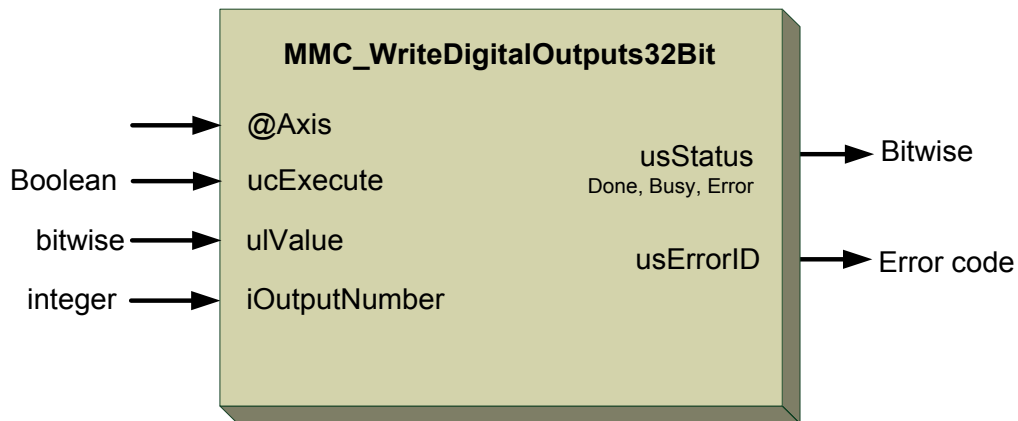 MMC_WriteDigitalOutputs32Bit
@Axis
Boolean
ucExecute
bitwise
ulValue
integer
iOutputNumber
usStatus
Done, Busy, Error
Bitwise
usErrorID
Error code